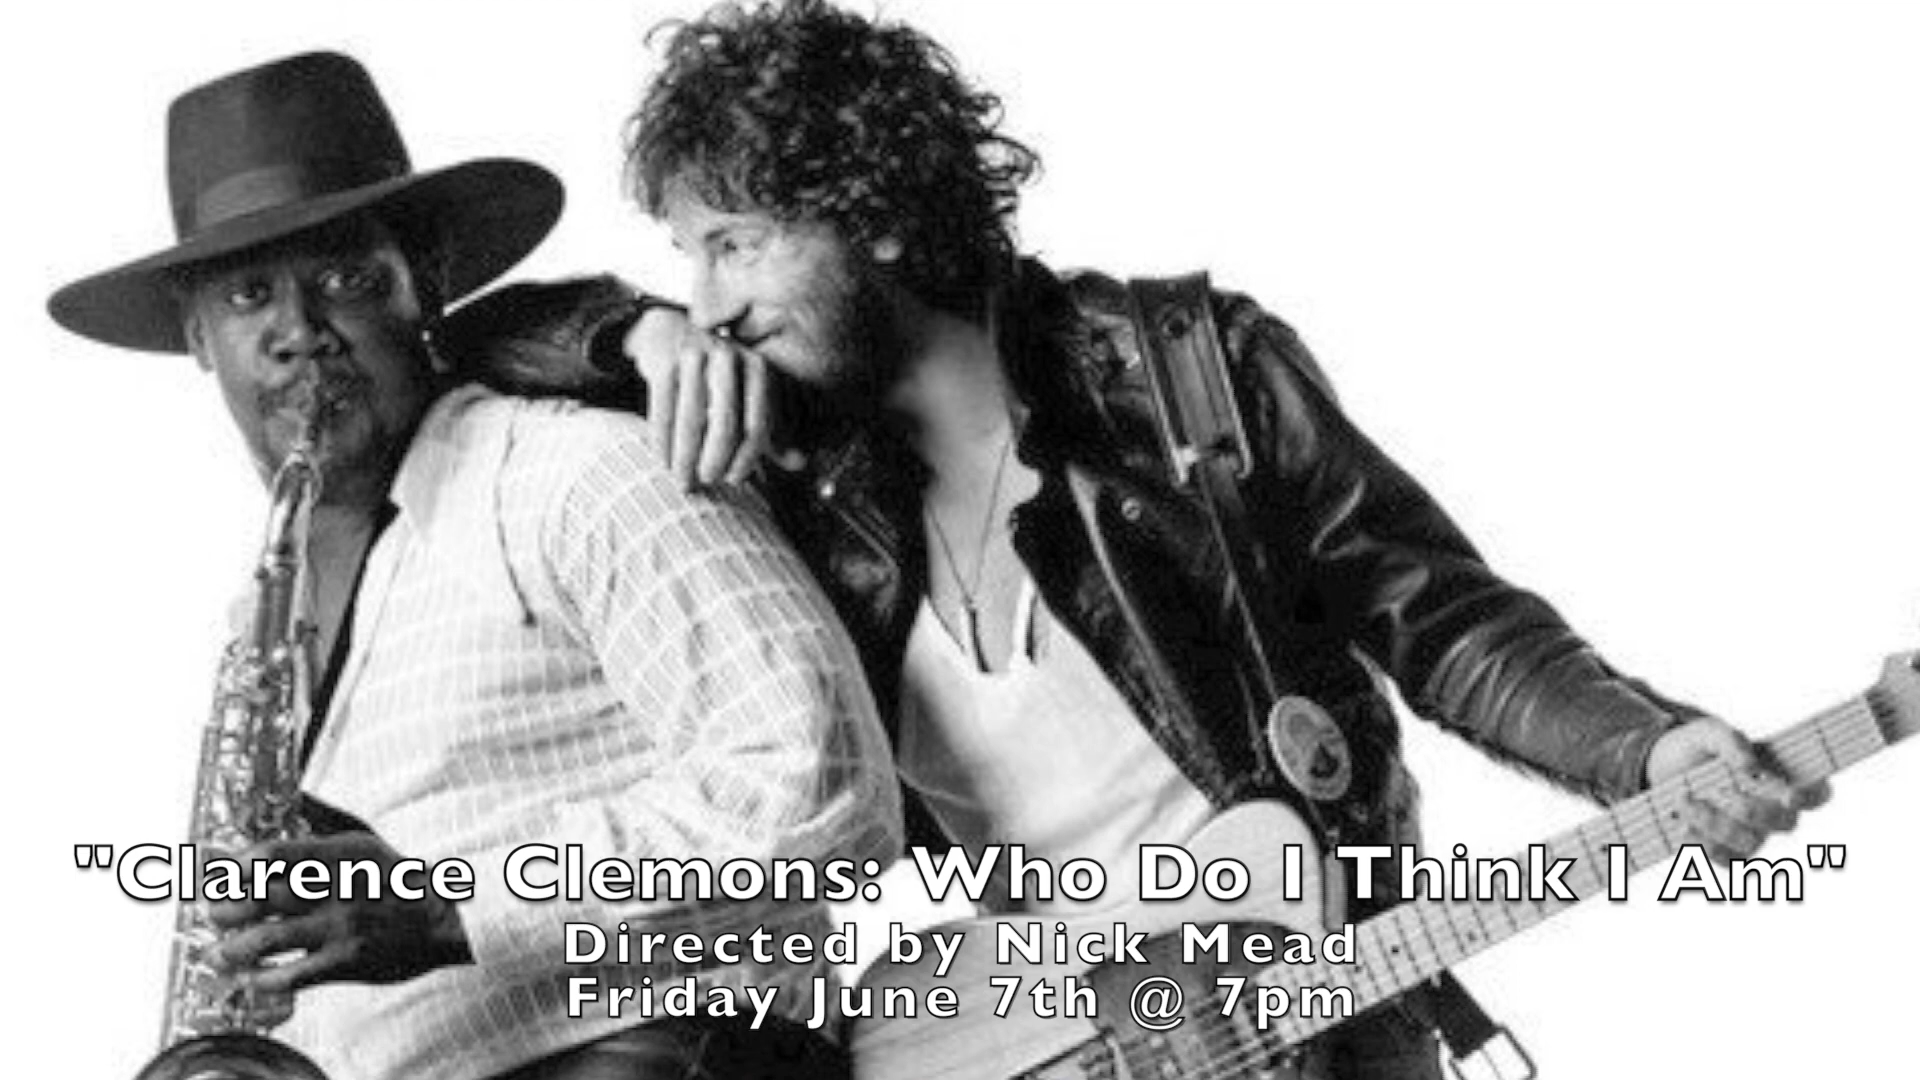 "Clarence Clemons: Who Do I Think I Am"
Directed by Nick Mead
Friday June 7th @ 7pm